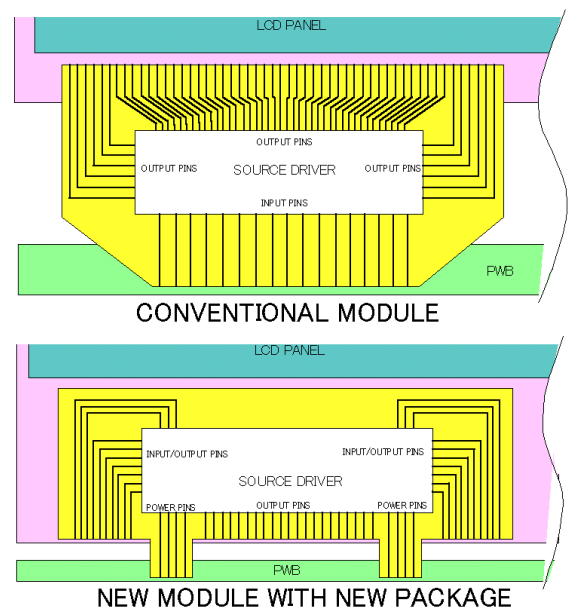 LCD PANEL
OUTPUT PINS
OUTPUT PINS
SOURCE DRIVER
OUTPUT PINS
INPUT PINS
PWB
CONVENTIONAL MODULE
LCD PANEL
INPUT/OUTPUT PINS
INPUT/OUTPUT PINS
SOURCE DRIVER
POWER PINS
OUTPUT PINS
POWER PINS
PWB
NEW MODULE WITH NEW PACKAGE